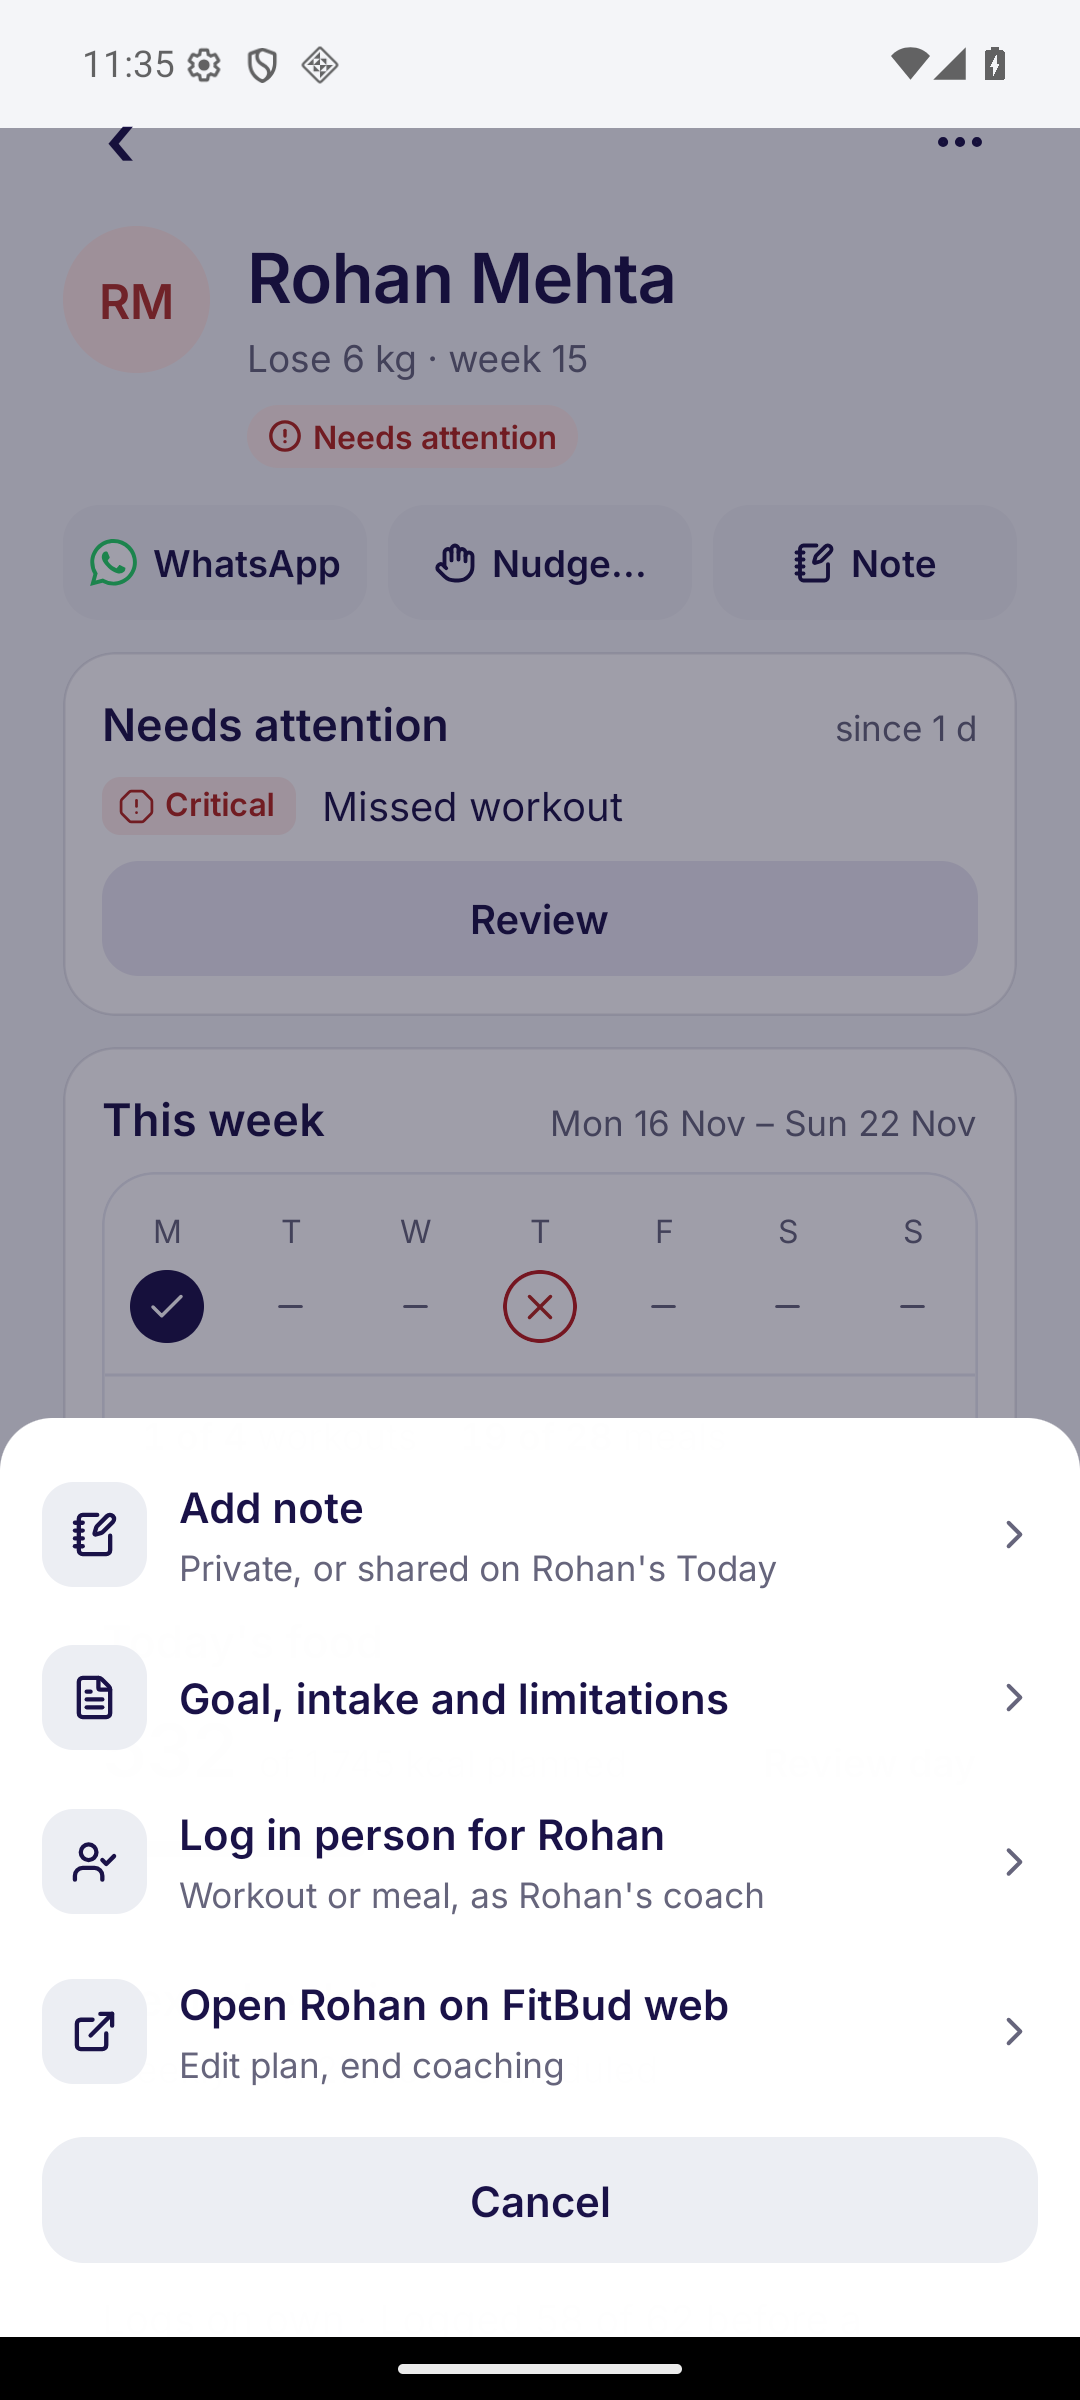 11:35
Rohan Mehta
RM
Lose 6 kg · week 15
Needs attention
WhatsApp
Nudge...
Note
Needs attention
since 1 d
Critical
Missed workout
Review
This week
Mon 16 Nov – Sun 22 Nov
M T W T F S S
Add note
Private, or shared on Rohan's Today
Goal, intake and limitations
Log in person for Rohan
Workout or meal, as Rohan's coach
Open Rohan on FitBud web
Edit plan, end coaching
Cancel